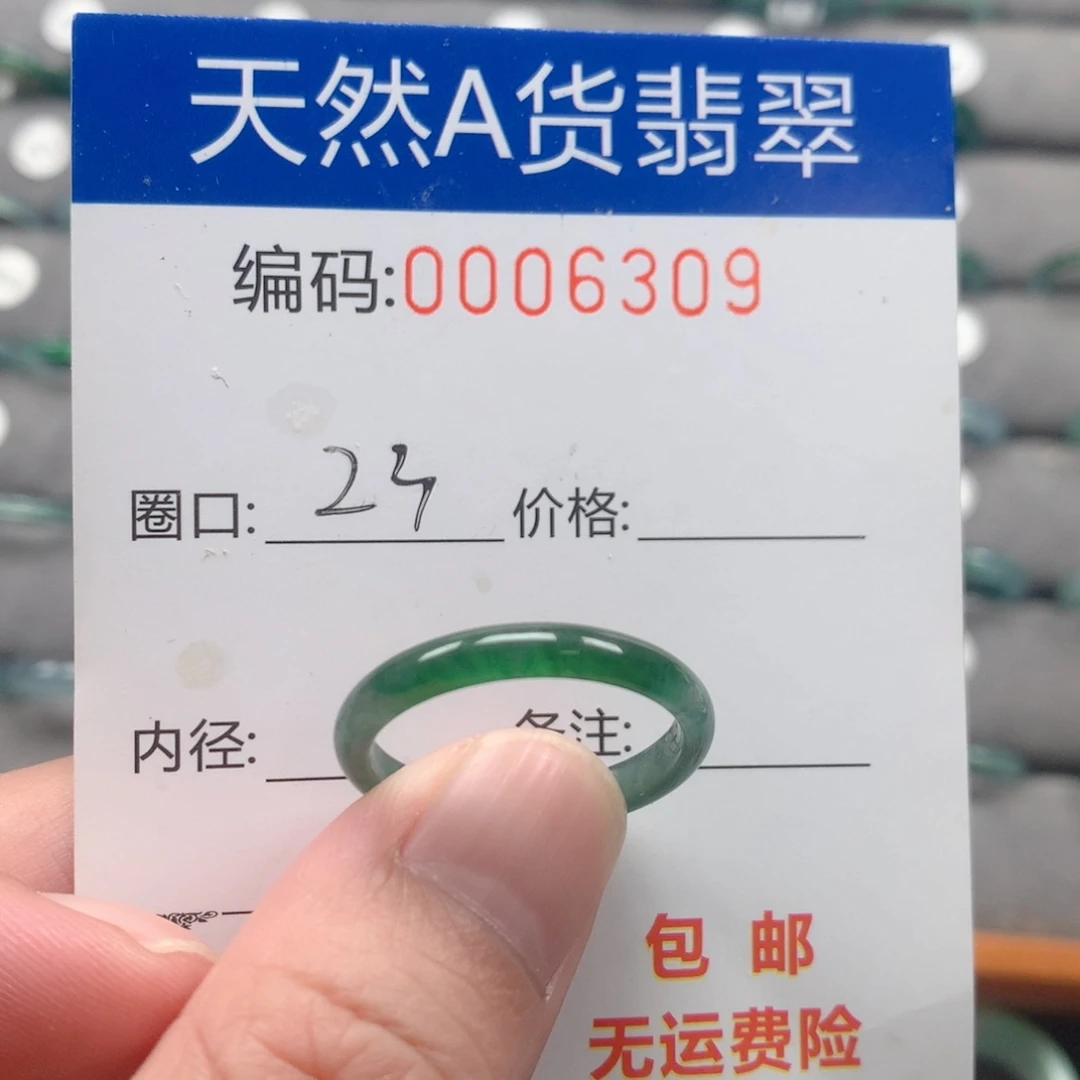 天然A货翡翠
编码:0006309
圈口: 24 价格:
内径: 备注:
包 邮
无运费险